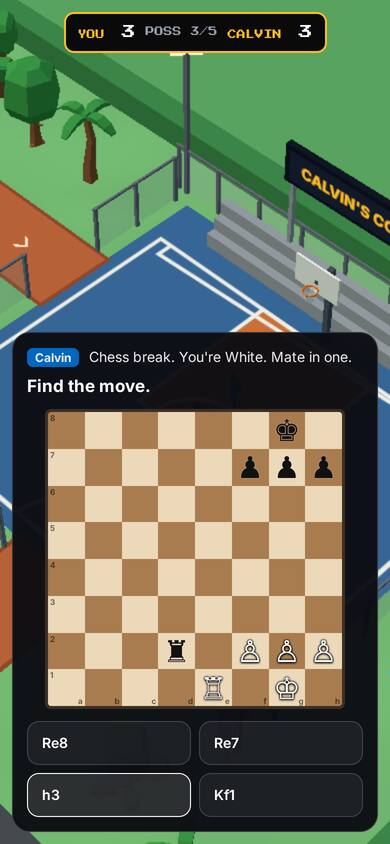 YOU 3 POSS 3/5 CALVIN 3
CALVIN'S CO
Calvin Chess break. You're White. Mate in one.
Find the move.
8
7
6
5
4
3
2
1
a b c d e f g h
Re8 Re7
h3 Kf1